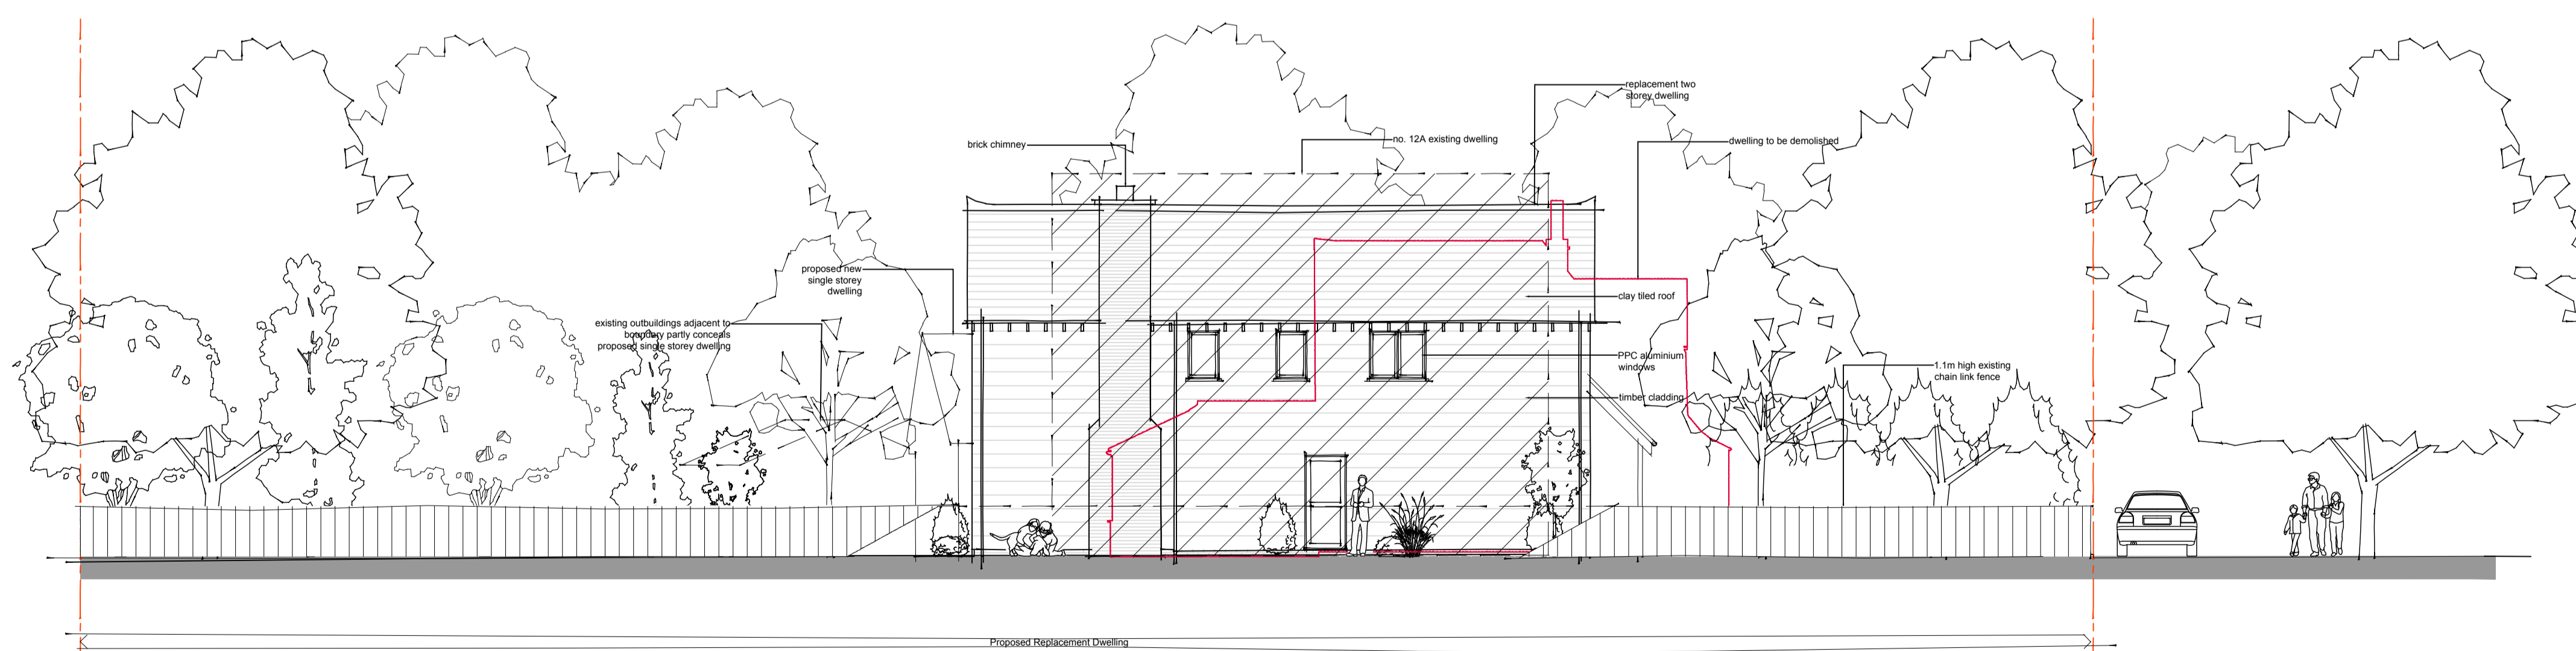 replacement two
storey dwelling
brick chimney
no. 12A existing dwelling
dwelling to be demolished
proposed new
single storey
dwelling
clay tiled roof
existing outbuildings adjacent to
boundary partly conceals
proposed single storey dwelling
PPC aluminium
windows
1.1m high existing
chain link fence
timber cladding
Proposed Replacement Dwelling